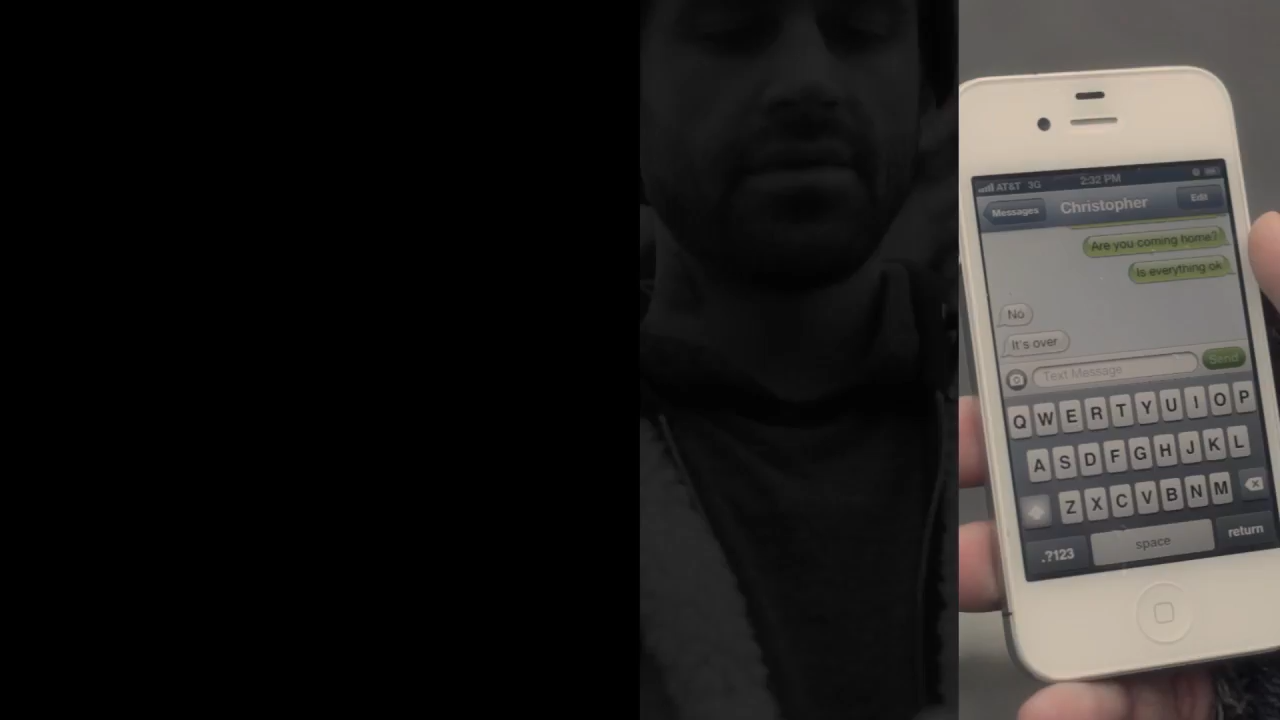 AT&T 3G 2:32 PM
Messages Christopher Edit
Are you coming home?
Is everything ok
No
It's over
Text Message Send
Q W E R T Y U I O P
A S D F G H J K L
Z X C V B N M
.?123 space return